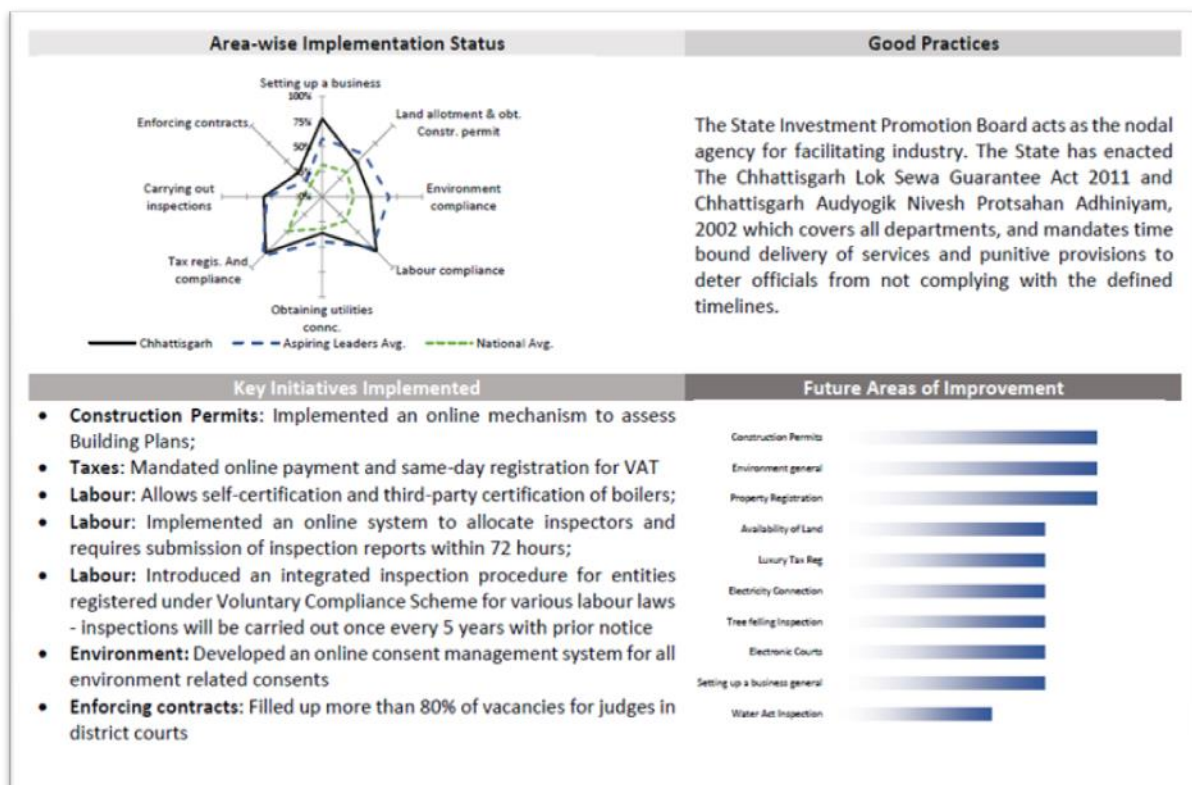 Area-wise Implementation Status
Setting up a business
100%
75%
50%
Land allotment & obt.
Constr. permit
Enforcing contracts
Carrying out
inspections
Environment
compliance
Tax regis. And
compliance
Labour compliance
Obtaining utilities
connc.
Chhattisgarh
Aspiring Leaders Avg.
National Avg.
Good Practices
The State Investment Promotion Board acts as the nodal
agency for facilitating industry. The State has enacted
The Chhattisgarh Lok Sewa Guarantee Act 2011 and
Chhattisgarh Audyogik Nivesh Protsahan Adhiniyam,
2002 which covers all departments, and mandates time
bound delivery of services and punitive provisions to
deter officials from not complying with the defined
timelines.
Key Initiatives Implemented
• Construction Permits: Implemented an online mechanism to assess
Building Plans;
• Taxes: Mandated online payment and same-day registration for VAT
• Labour: Allows self-certification and third-party certification of boilers;
• Labour: Implemented an online system to allocate inspectors and
requires submission of inspection reports within 72 hours;
• Labour: Introduced an integrated inspection procedure for entities
registered under Voluntary Compliance Scheme for various labour laws
- inspections will be carried out once every 5 years with prior notice
• Environment: Developed an online consent management system for all
environment related consents
• Enforcing contracts: Filled up more than 80% of vacancies for judges in
district courts
Future Areas of Improvement
Construction Permits
Environment general
Property Registration
Availability of Land
Luxury Tax Reg
Electricity Connection
Tree felling Inspection
Electronic Courts
Setting up a business general
Water Act Inspection